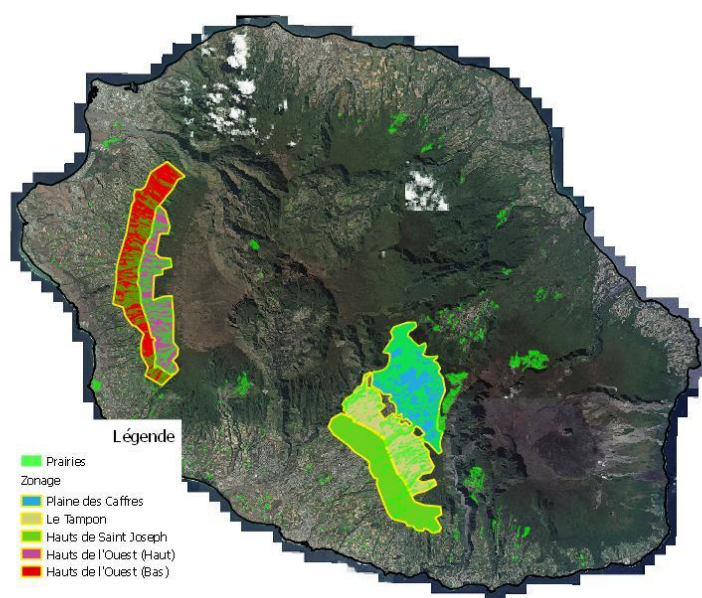 Légende
Prairies
Zonage
Plaine des Caffres
Le Tampon
Hauts de Saint Joseph
Hauts de l'Ouest (Haut)
Hauts de l'Ouest (Bas)